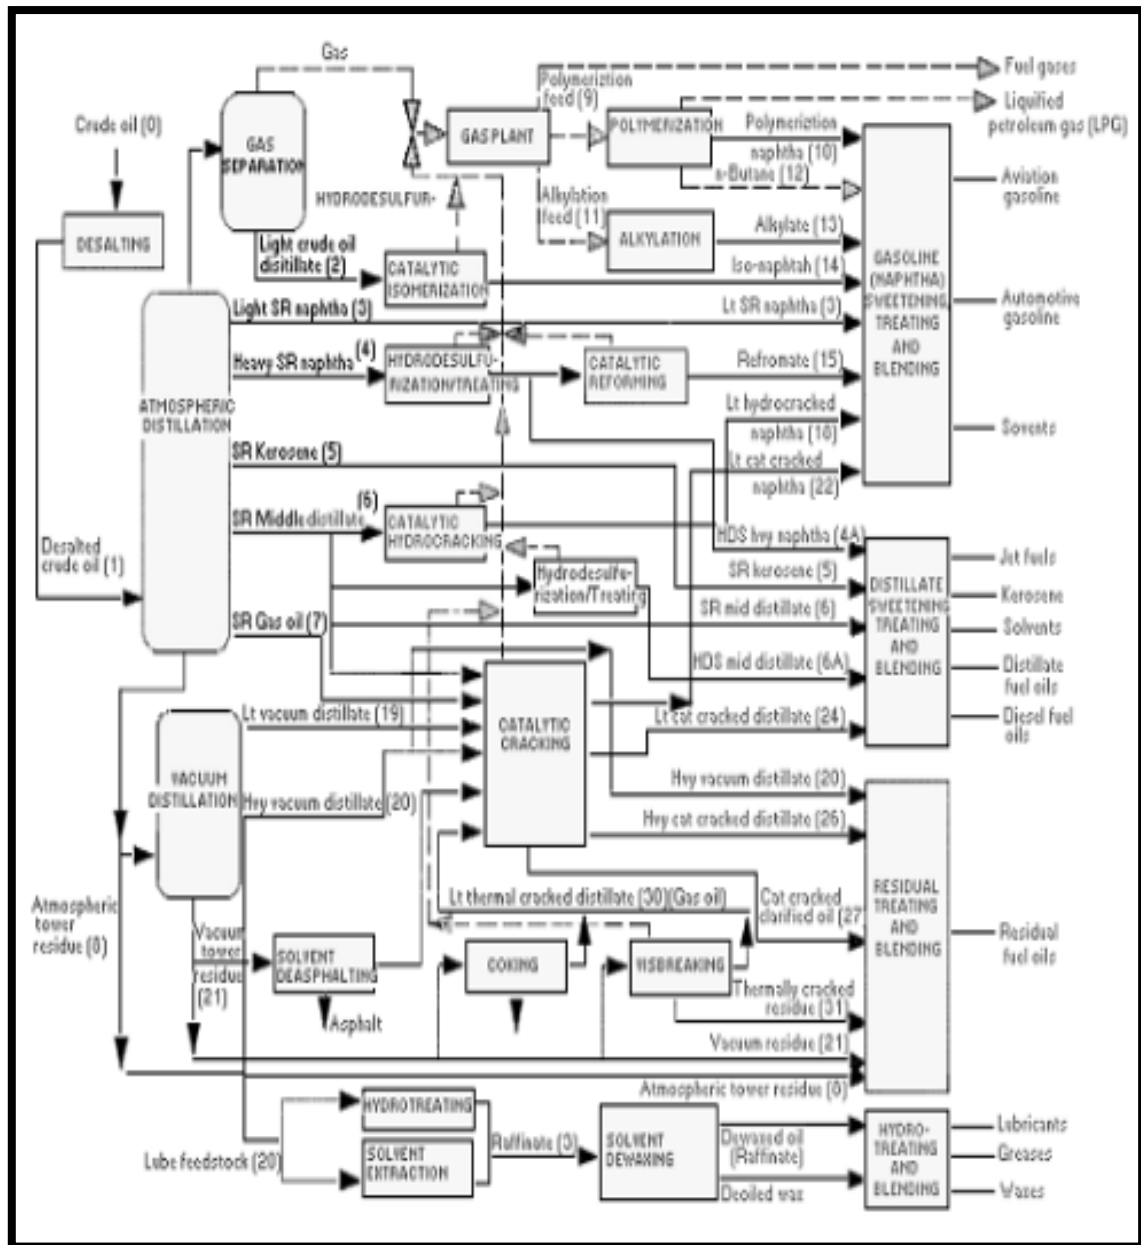 Gas
Fuel gases
Polymeriztion
feed (9)
Crude oil (0)
Liquified
petroleum gas (LPG)
GAS
SEPARATION
GAS PLANT
POLYMERIZATION
Polymeriztion
naphtha (10)
n-Butane (12)
Aviation
gasoline
HYDRODESULFUR-
Alkylation
feed (11)
ALKYLATION
Alkylate (13)
DESALTING
Light crude oil
disitillate (2)
CATALYTIC
ISOMERIZATION
Iso-naphtah (14)
GASOLINE
(NAPHTHA)
SWEETENING,
TREATING
AND
BLENDING
Light SR naphtha (3)
Lt SR naphtha (3)
Automotive
gasoline
Heavy SR naphtha (4)
HYDRODESULFU-
RIZATION/TREATING
CATALYTIC
REFORMING
Refromate (15)
ATMOSPHERIC
DISTILLATION
Lt hydrocracked
naphtha (18)
Sovents
SR Kerosene (5)
Lt cat cracked
naphtha (22)
SR Middle distillate (6)
CATALYTIC
HYDROCRACKING
HDS hvy naphtha (4A)
Desalted
crude oil (1)
Hydrodesulfu-
rization/Treating
SR kerosene (5)
DISTILLATE
SWEETENING
TREATING
AND
BLENDING
Jet fuels
Kerosene
Solvents
Distillate
fuel oils
Diesel fuel
oils
SR Gas oil (7)
SR mid distillate (6)
HDS mid distillate (6A)
Lt vacuum distillate (19)
CATALYTIC
CRACKING
Lt cat cracked distillate (24)
VACUUM
DISTILLATION
Hvy vacuum distillate (20)
Hvy vacuum distillate (20)
Hvy cat cracked distillate (26)
Atmospheric
tower
residue (8)
Lt thermal cracked distillate (30)(Gas oil)
Cat cracked
clarified oil (27
RESIDUAL
TREATING
AND
BLENDING
Residual
fuel oils
Vacuum
tower
residue
(21)
SOLVENT
DEASPHALTING
COKING
VISBREAKING
Asphalt
Thermally cracked
residue (31)
Vacuum residue (21)
Atmospheric tower residue (8)
HYDROTREATING
SOLVENT
EXTRACTION
Lube feedstock (20)
Raffinate (3)
SOLVENT
DEWAXING
Dewaxed oil
(Raffinate)
Deoiled wax
HYDRO-
TREATING
AND
BLENDING
Lubricants
Greases
Waxes